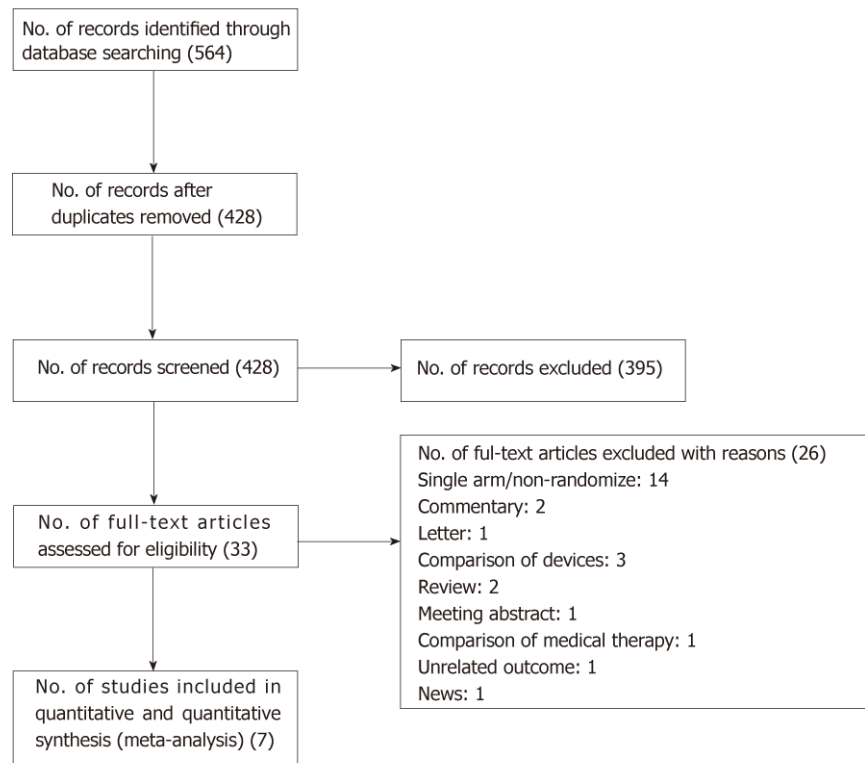 No. of records identified through
database searching (564)
No. of records after
duplicates removed (428)
No. of records screened (428)
No. of records excluded (395)
No. of full-text articles
assessed for eligibility (33)
No. of ful-text articles excluded with reasons (26)
Single arm/non-randomize: 14
Commentary: 2
Letter: 1
Comparison of devices: 3
Review: 2
Meeting abstract: 1
Comparison of medical therapy: 1
Unrelated outcome: 1
News: 1
No. of studies included in
quantitative and quantitative
synthesis (meta-analysis) (7)